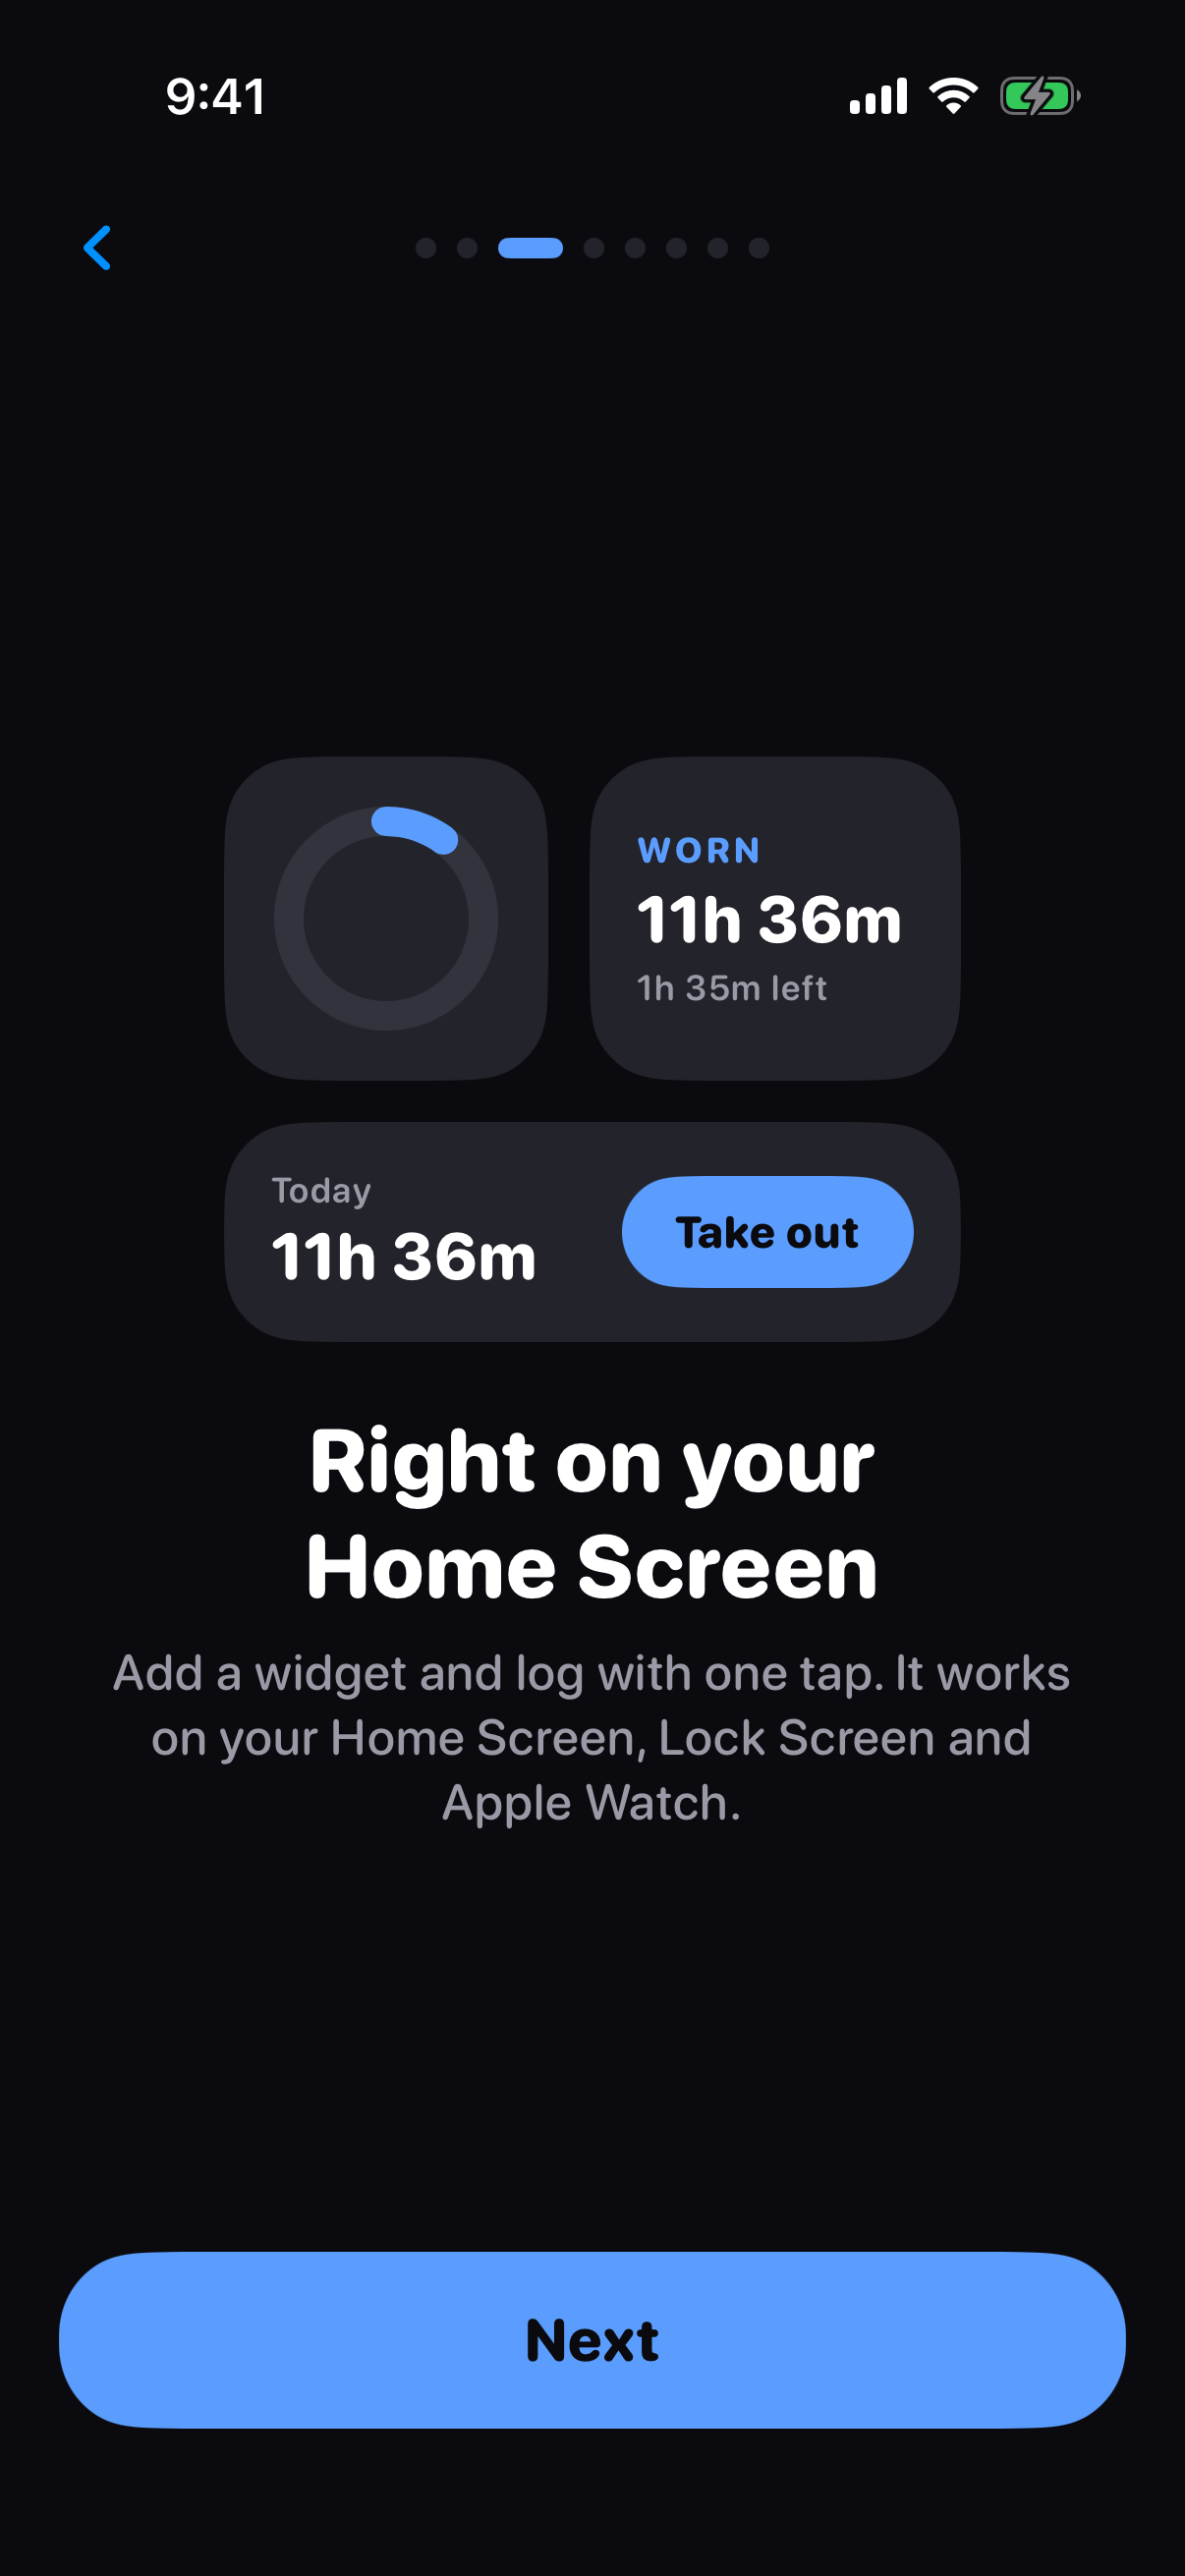 9:41
WORN
11h 36m
1h 35m left
Today
11h 36m
Take out
Right on your
Home Screen
Add a widget and log with one tap. It works
on your Home Screen, Lock Screen and
Apple Watch.
Next